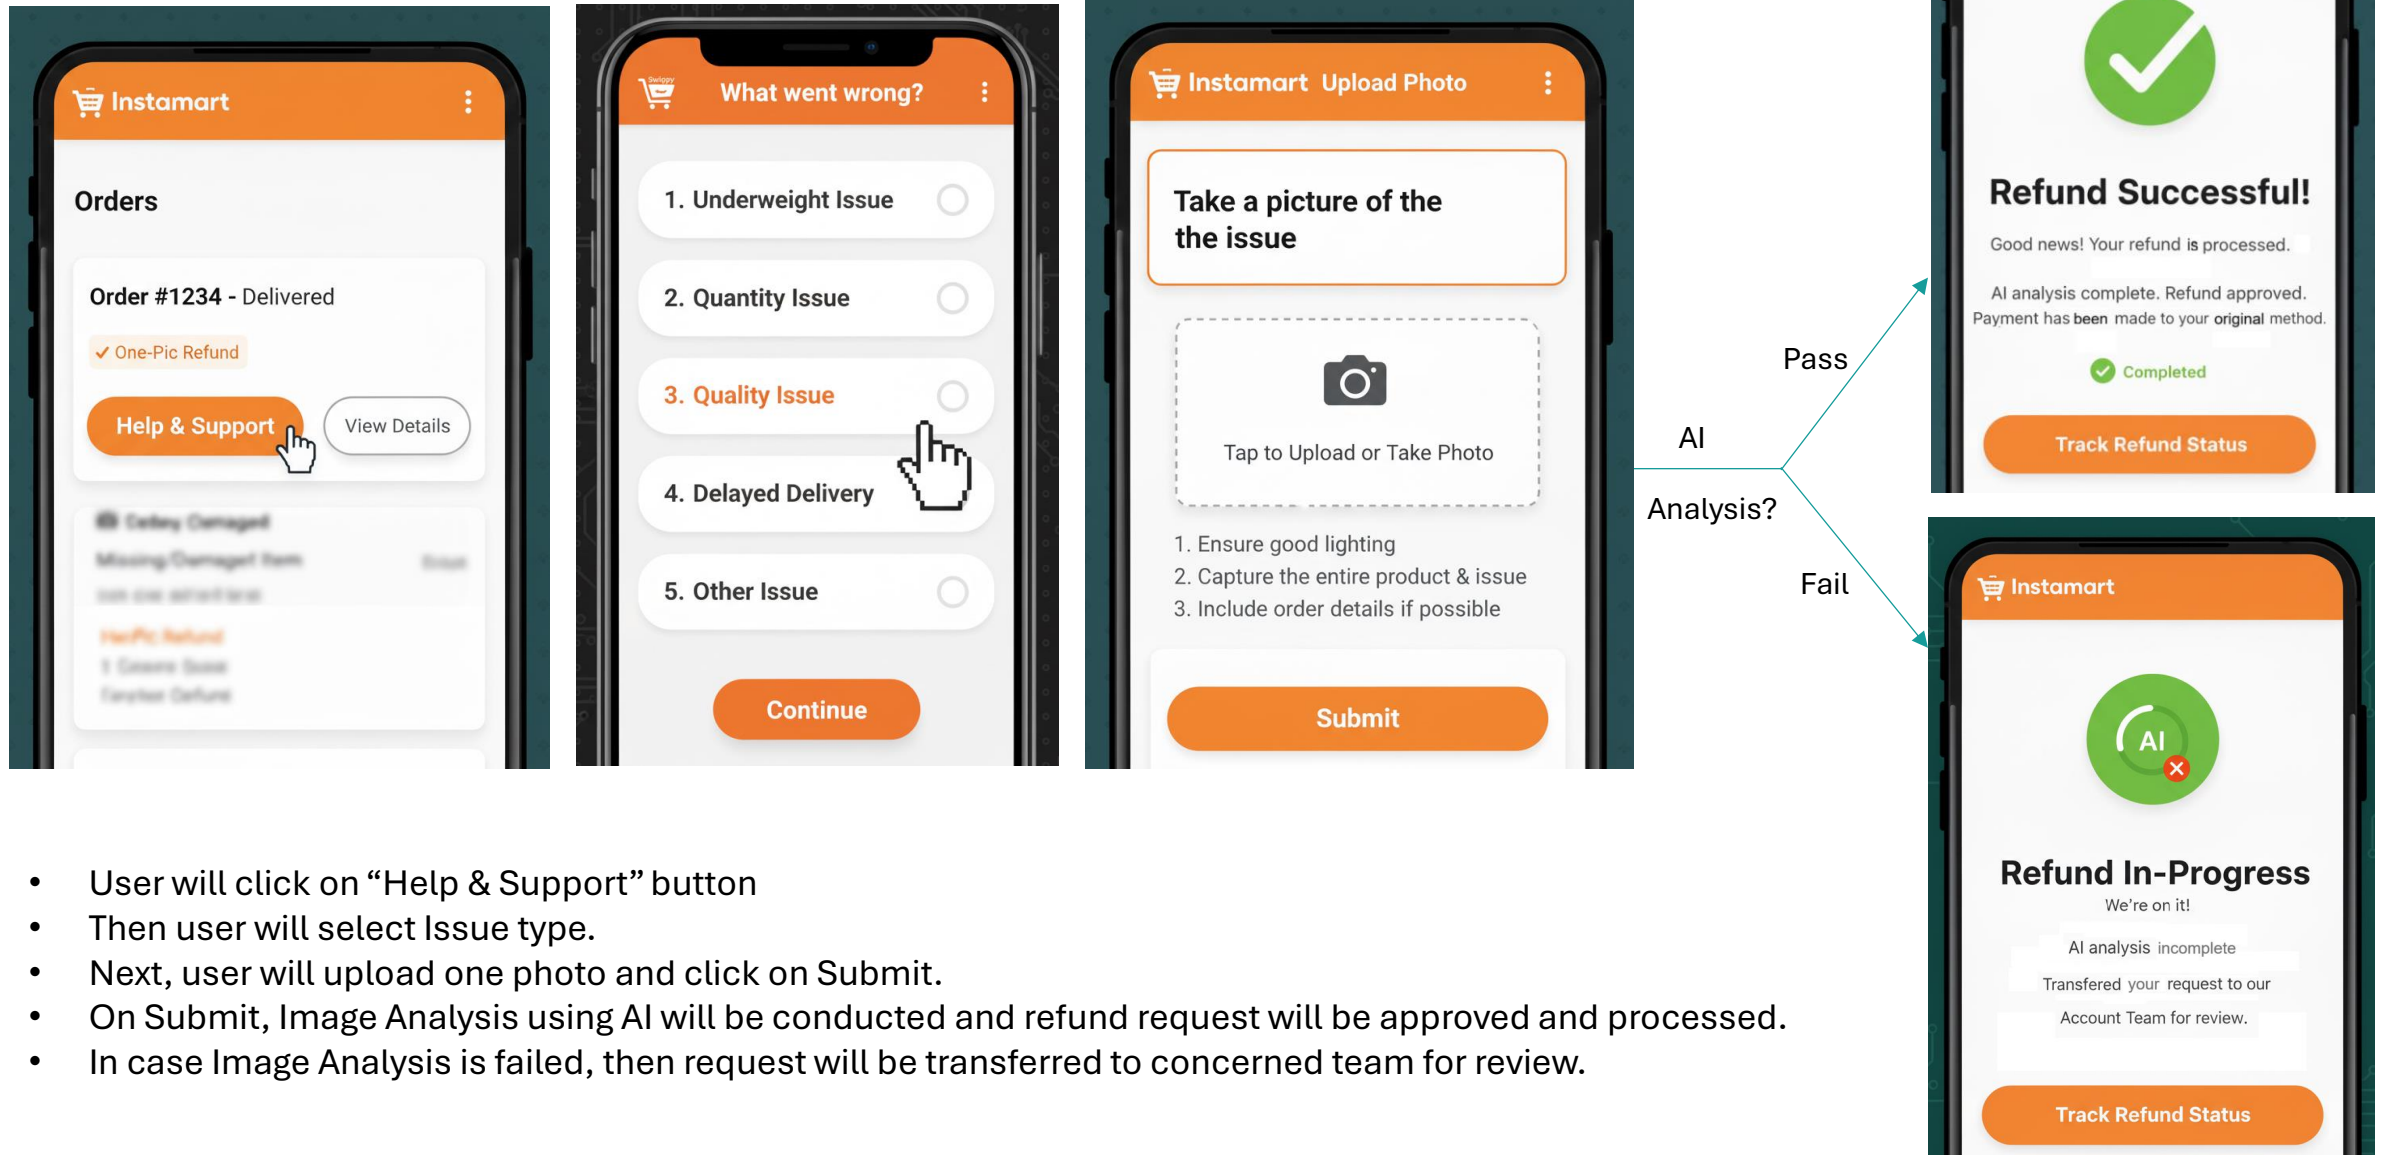 Instamart
Orders
Order #1234 - Delivered
✓ One-Pic Refund
Help & Support
View Details
Missing/Damaged Item
Swiggy
What went wrong?
1. Underweight Issue
2. Quantity Issue
3. Quality Issue
4. Delayed Delivery
5. Other Issue
Continue
Instamart Upload Photo
Take a picture of the
the issue
Tap to Upload or Take Photo
1. Ensure good lighting
2. Capture the entire product & issue
3. Include order details if possible
Submit
AI
Analysis?
Pass
Fail
Refund Successful!
Good news! Your refund is processed.
AI analysis complete. Refund approved.
Payment has been made to your original method.
Completed
Track Refund Status
Instamart
AI
Refund In-Progress
We're on it!
AI analysis incomplete
Transfered your request to our
Account Team for review.
Track Refund Status
• User will click on “Help & Support” button
• Then user will select Issue type.
• Next, user will upload one photo and click on Submit.
• On Submit, Image Analysis using AI will be conducted and refund request will be approved and processed.
• In case Image Analysis is failed, then request will be transferred to concerned team for review.